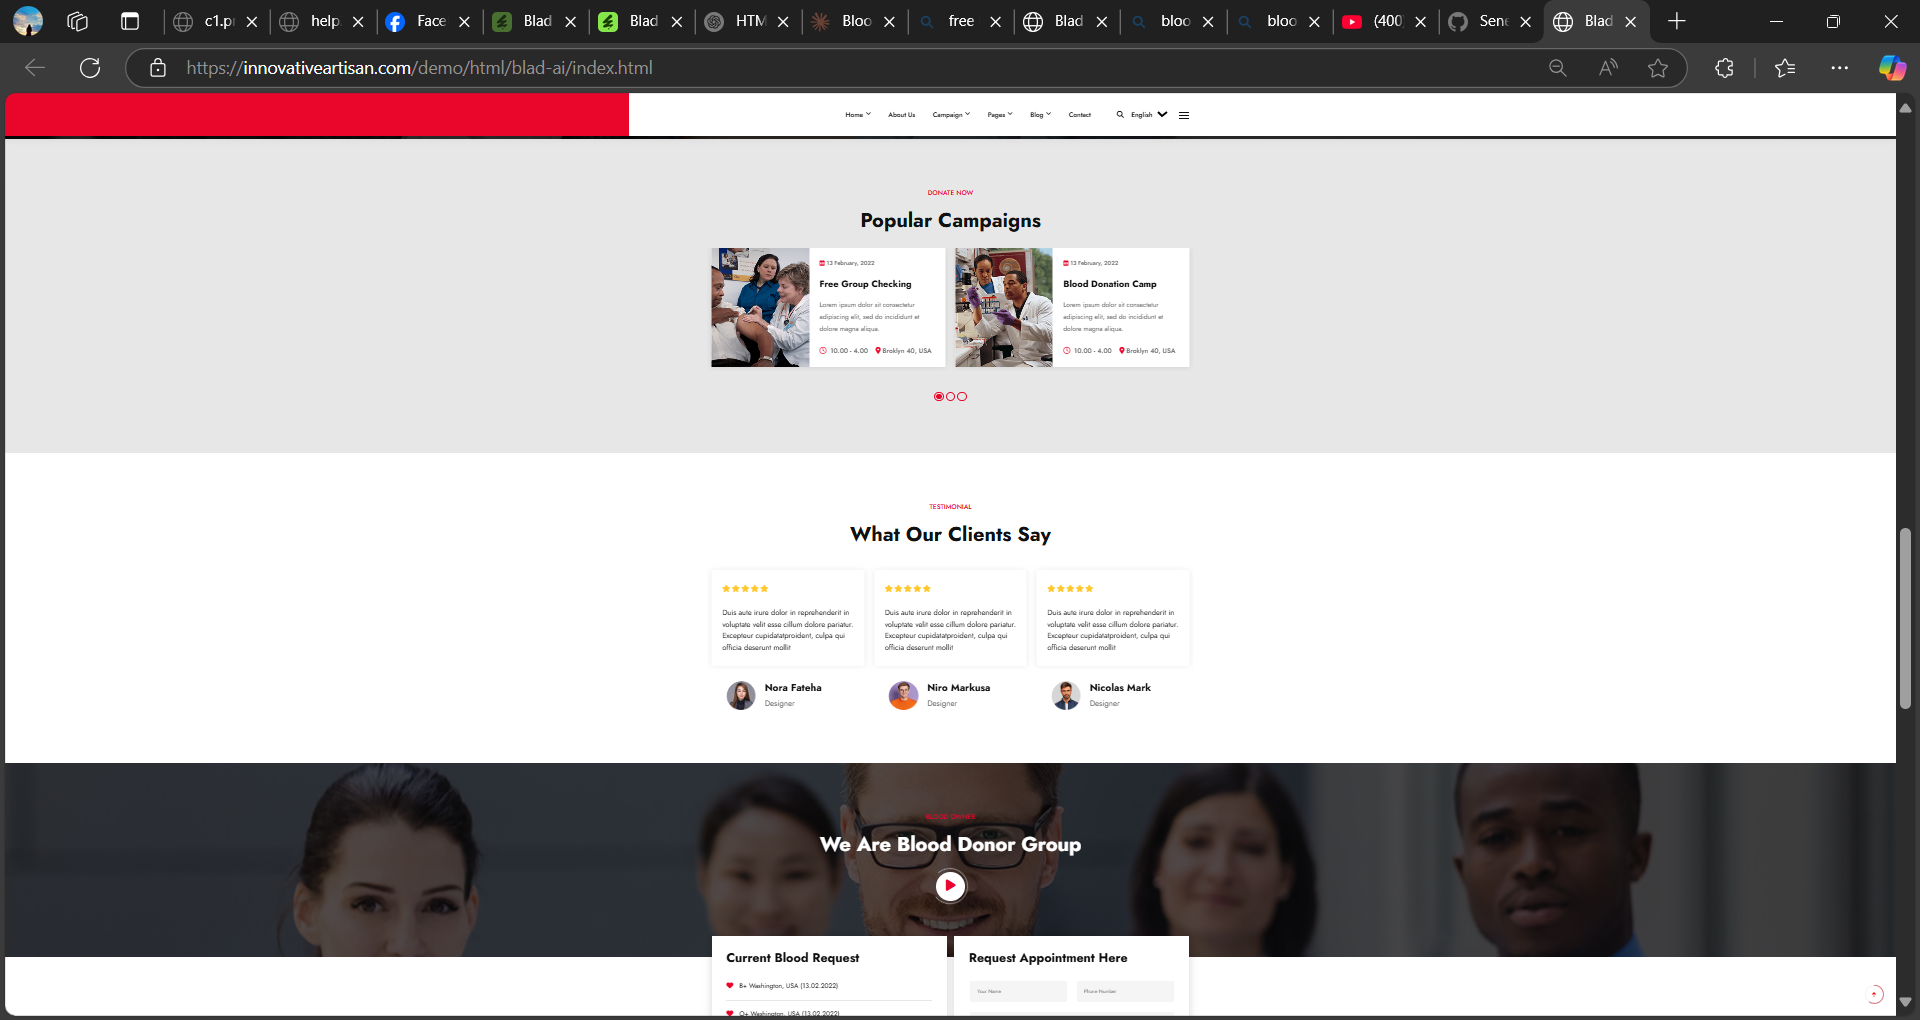 c1.p
help.
Face
Blad
Blad
HTM
Bloo
free
Blad
bloo
bloo
(400
Sene
Blad
https://innovativeartisan.com/demo/html/blad-ai/index.html
Home
About Us
Campaign
Pages
Blog
Contact
English
DONATE NOW
Popular Campaigns
13 February, 2022
Free Group Checking
Lorem ipsum dolor sit consectetur
adipiscing elit, sed do incididunt et
dolore magna aliqua.
10.00 - 4.00 Broklyn 40, USA
13 February, 2022
Blood Donation Camp
Lorem ipsum dolor sit consectetur
adipiscing elit, sed do incididunt et
dolore magna aliqua.
10.00 - 4.00 Broklyn 40, USA
TESTIMONIAL
What Our Clients Say
Duis aute irure dolor in reprehenderit in
voluptate velit esse cillum dolore pariatur.
Excepteur cupidatatproident, culpa qui
officia deserunt mollit
Nora Fateha
Designer
Duis aute irure dolor in reprehenderit in
voluptate velit esse cillum dolore pariatur.
Excepteur cupidatatproident, culpa qui
officia deserunt mollit
Niro Markusa
Designer
Duis aute irure dolor in reprehenderit in
voluptate velit esse cillum dolore pariatur.
Excepteur cupidatatproident, culpa qui
officia deserunt mollit
Nicolas Mark
Designer
BLOOD OWNER
We Are Blood Donor Group
Current Blood Request
B+ Washington, USA (13.02.2022)
O+ Washington, USA (13.02.2022)
Request Appointment Here
Your Name
Phone Number